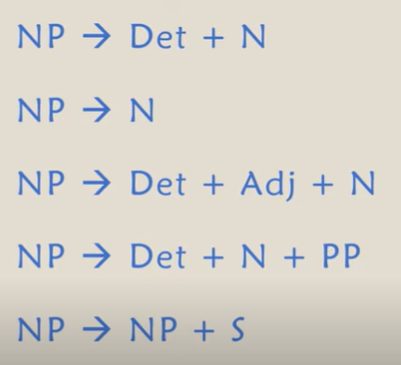 NP → Det + N
NP → N
NP → Det + Adj + N
NP → Det + N + PP
NP → NP + S